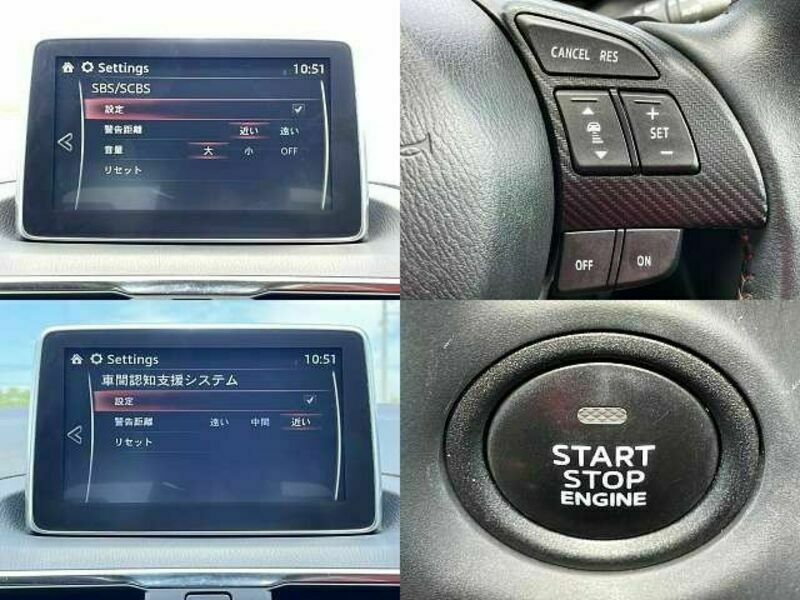 Settings 10:51
SBS/SCBS
設定
警告距離 近い 遠い
音量 大 小 OFF
リセット
CANCEL RES
+
SET
−
OFF ON
Settings 10:51
車間認知支援システム
設定
警告距離 遠い 中間 近い
リセット
START
STOP
ENGINE